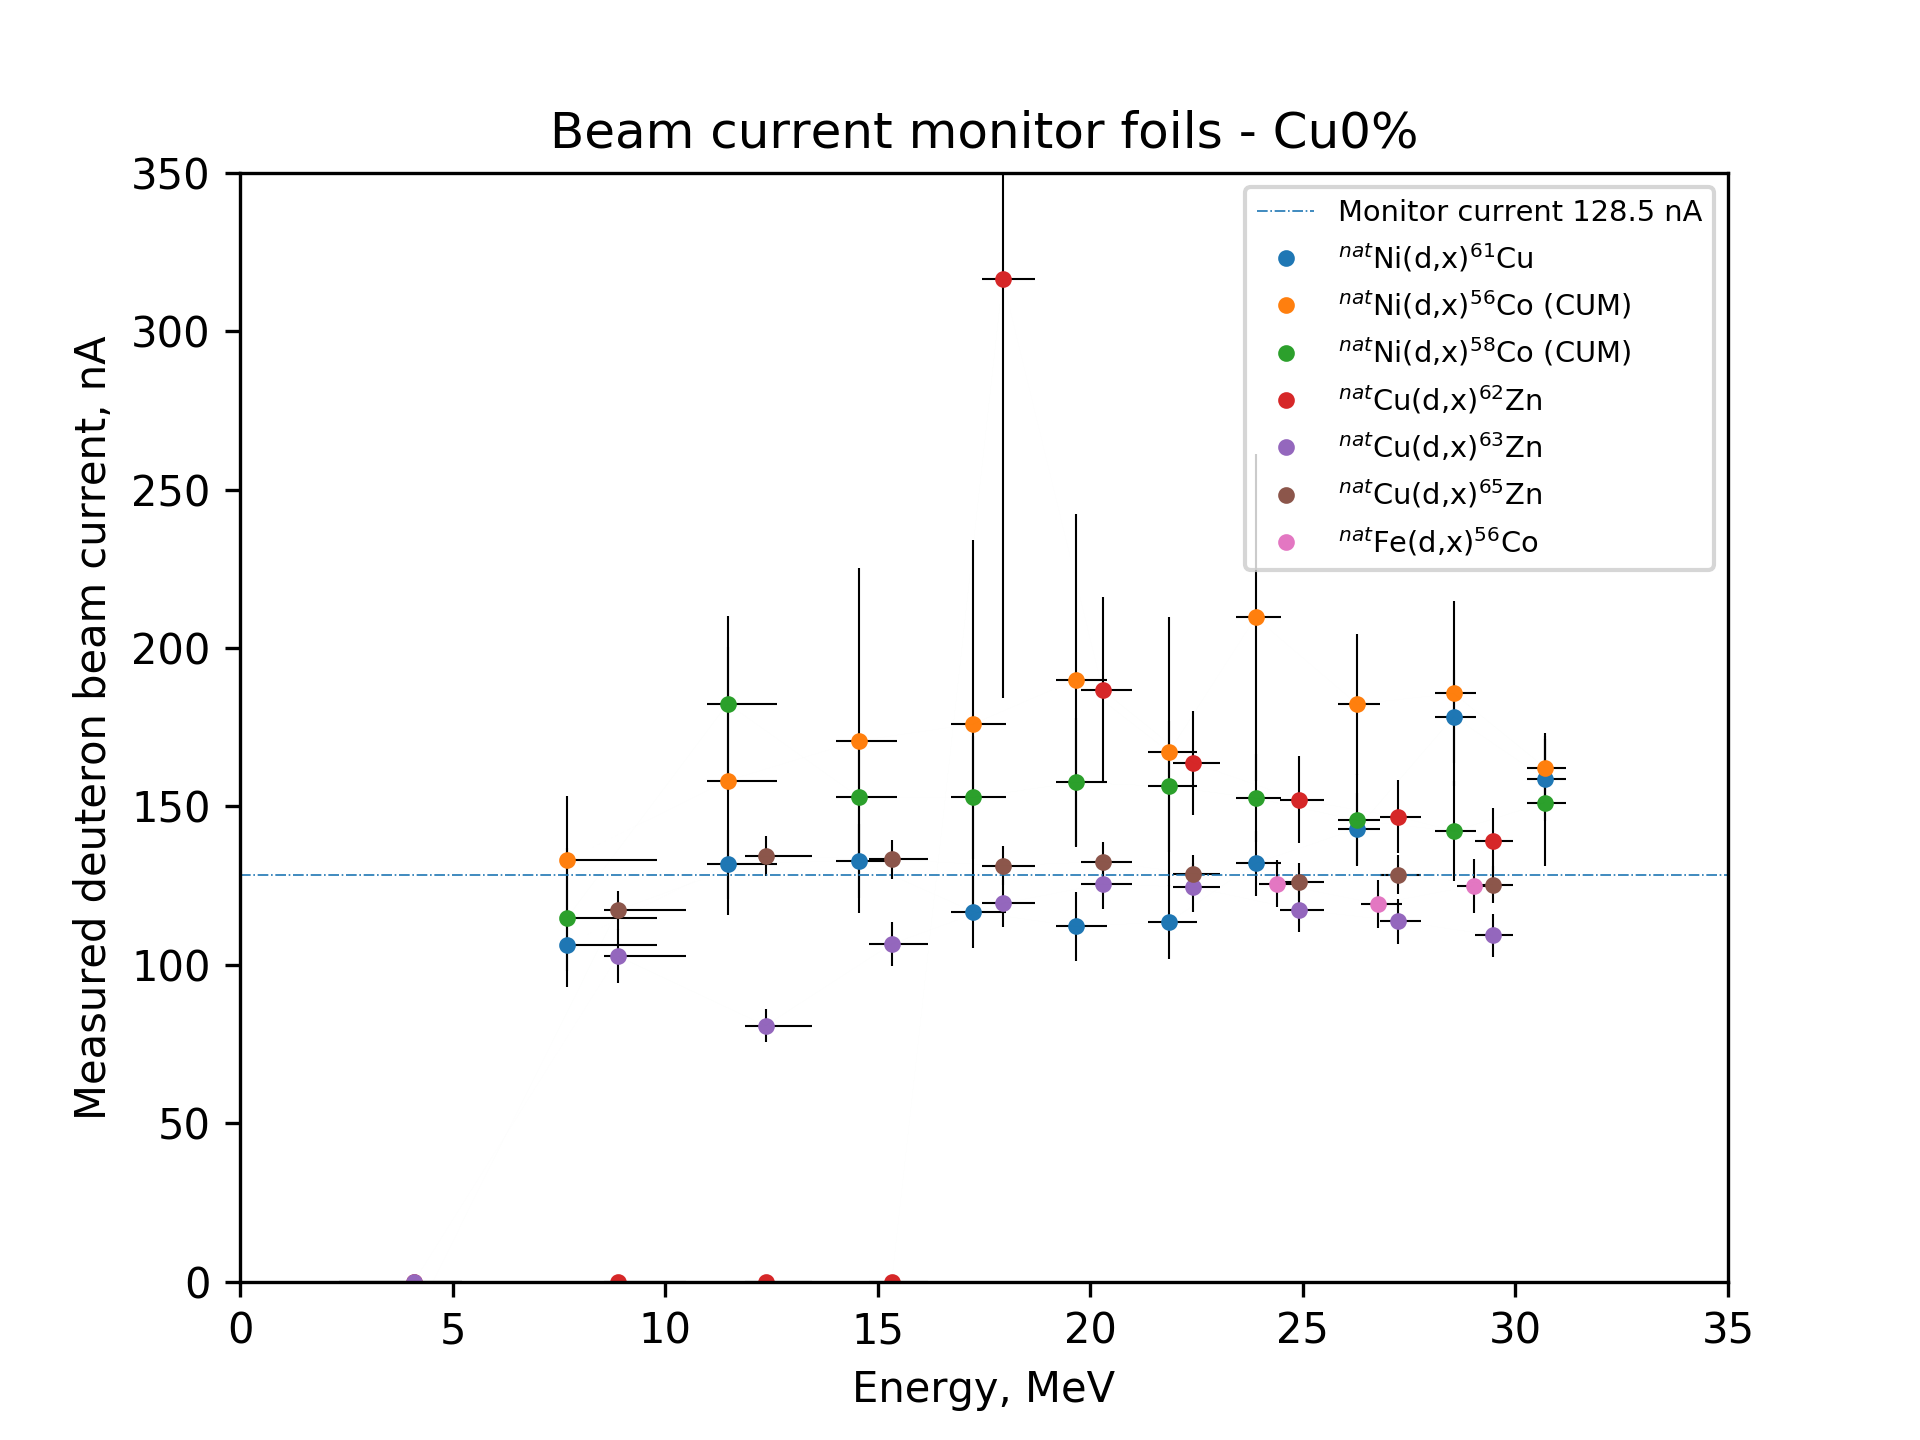 Beam current monitor foils - Cu0%
350
300
250
200
150
100
50
0
Measured deuteron beam current, nA
Monitor current 128.5 nA
natNi(d,x)61Cu
natNi(d,x)56Co (CUM)
natNi(d,x)58Co (CUM)
natCu(d,x)62Zn
natCu(d,x)63Zn
natCu(d,x)65Zn
natFe(d,x)56Co
0 5 10 15 20 25 30 35
Energy, MeV